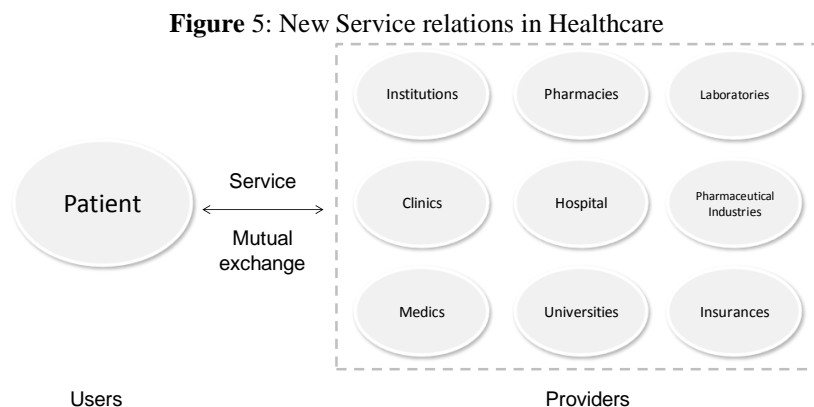 Figure 5: New Service relations in Healthcare
Institutions
Pharmacies
Laboratories
Patient
Service
Mutual
exchange
Clinics
Hospital
Pharmaceutical
Industries
Medics
Universities
Insurances
Users
Providers